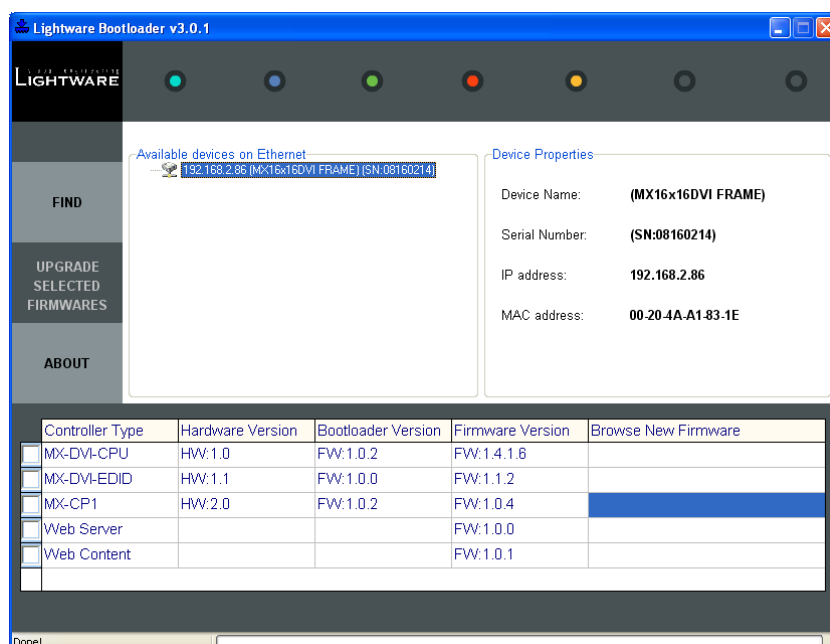 Lightware Bootloader v3.0.1
LIGHTWARE
Available devices on Ethernet
192.168.2.86 (MX16x16DVI FRAME) (SN:08160214)
Device Properties
Device Name: (MX16x16DVI FRAME)
Serial Number: (SN:08160214)
IP address: 192.168.2.86
MAC address: 00-20-4A-A1-83-1E
FIND
UPGRADE
SELECTED
FIRMWARES
ABOUT
Controller Type Hardware Version Bootloader Version Firmware Version Browse New Firmware
MX-DVI-CPU HW:1.0 FW:1.0.2 FW:1.4.1.6
MX-DVI-EDID HW:1.1 FW:1.0.0 FW:1.1.2
MX-CP1 HW:2.0 FW:1.0.2 FW:1.0.4
Web Server FW:1.0.0
Web Content FW:1.0.1
Done!